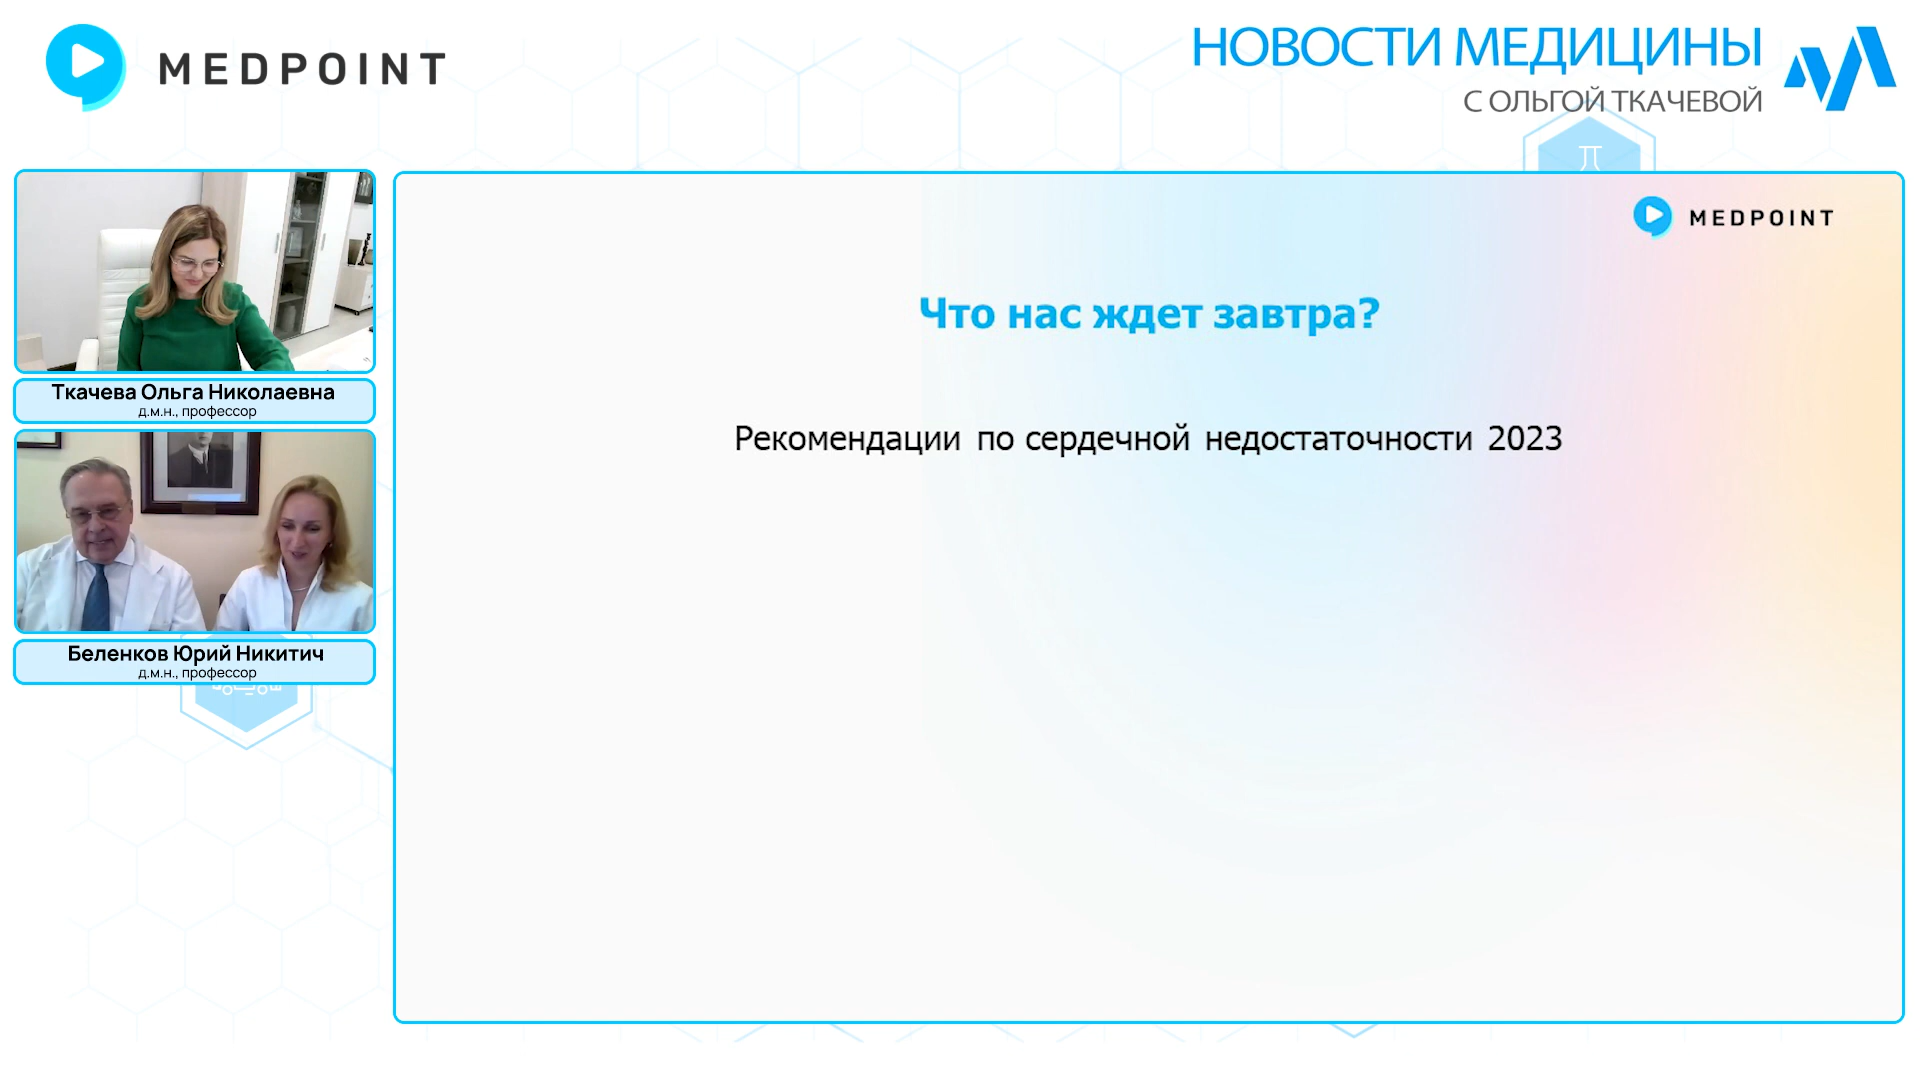 MEDPOINT
НОВОСТИ МЕДИЦИНЫ
С ОЛЬГОЙ ТКАЧЕВОЙ
Ткачева Ольга Николаевна
д.м.н., профессор
Беленков Юрий Никитич
д.м.н., профессор
MEDPOINT
Что нас ждет завтра?
Рекомендации по сердечной недостаточности 2023